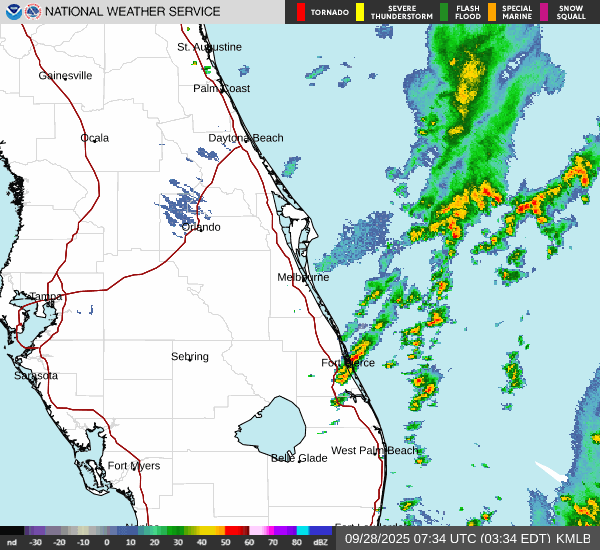 NATIONAL WEATHER SERVICE
TORNADO
SEVERE THUNDERSTORM
FLASH FLOOD
SPECIAL MARINE
SNOW SQUALL
St. Augustine
Gainesville
Palm Coast
Ocala
Daytona Beach
Orlando
Melbourne
Tampa
Sebring
Fort Pierce
Sarasota
West Palm Beach
Belle Glade
Fort Myers
nd -30 -20 -10 0 10 20 30 40 50 60 70 80 dBZ
09/28/2025 07:34 UTC (03:34 EDT) KMLB